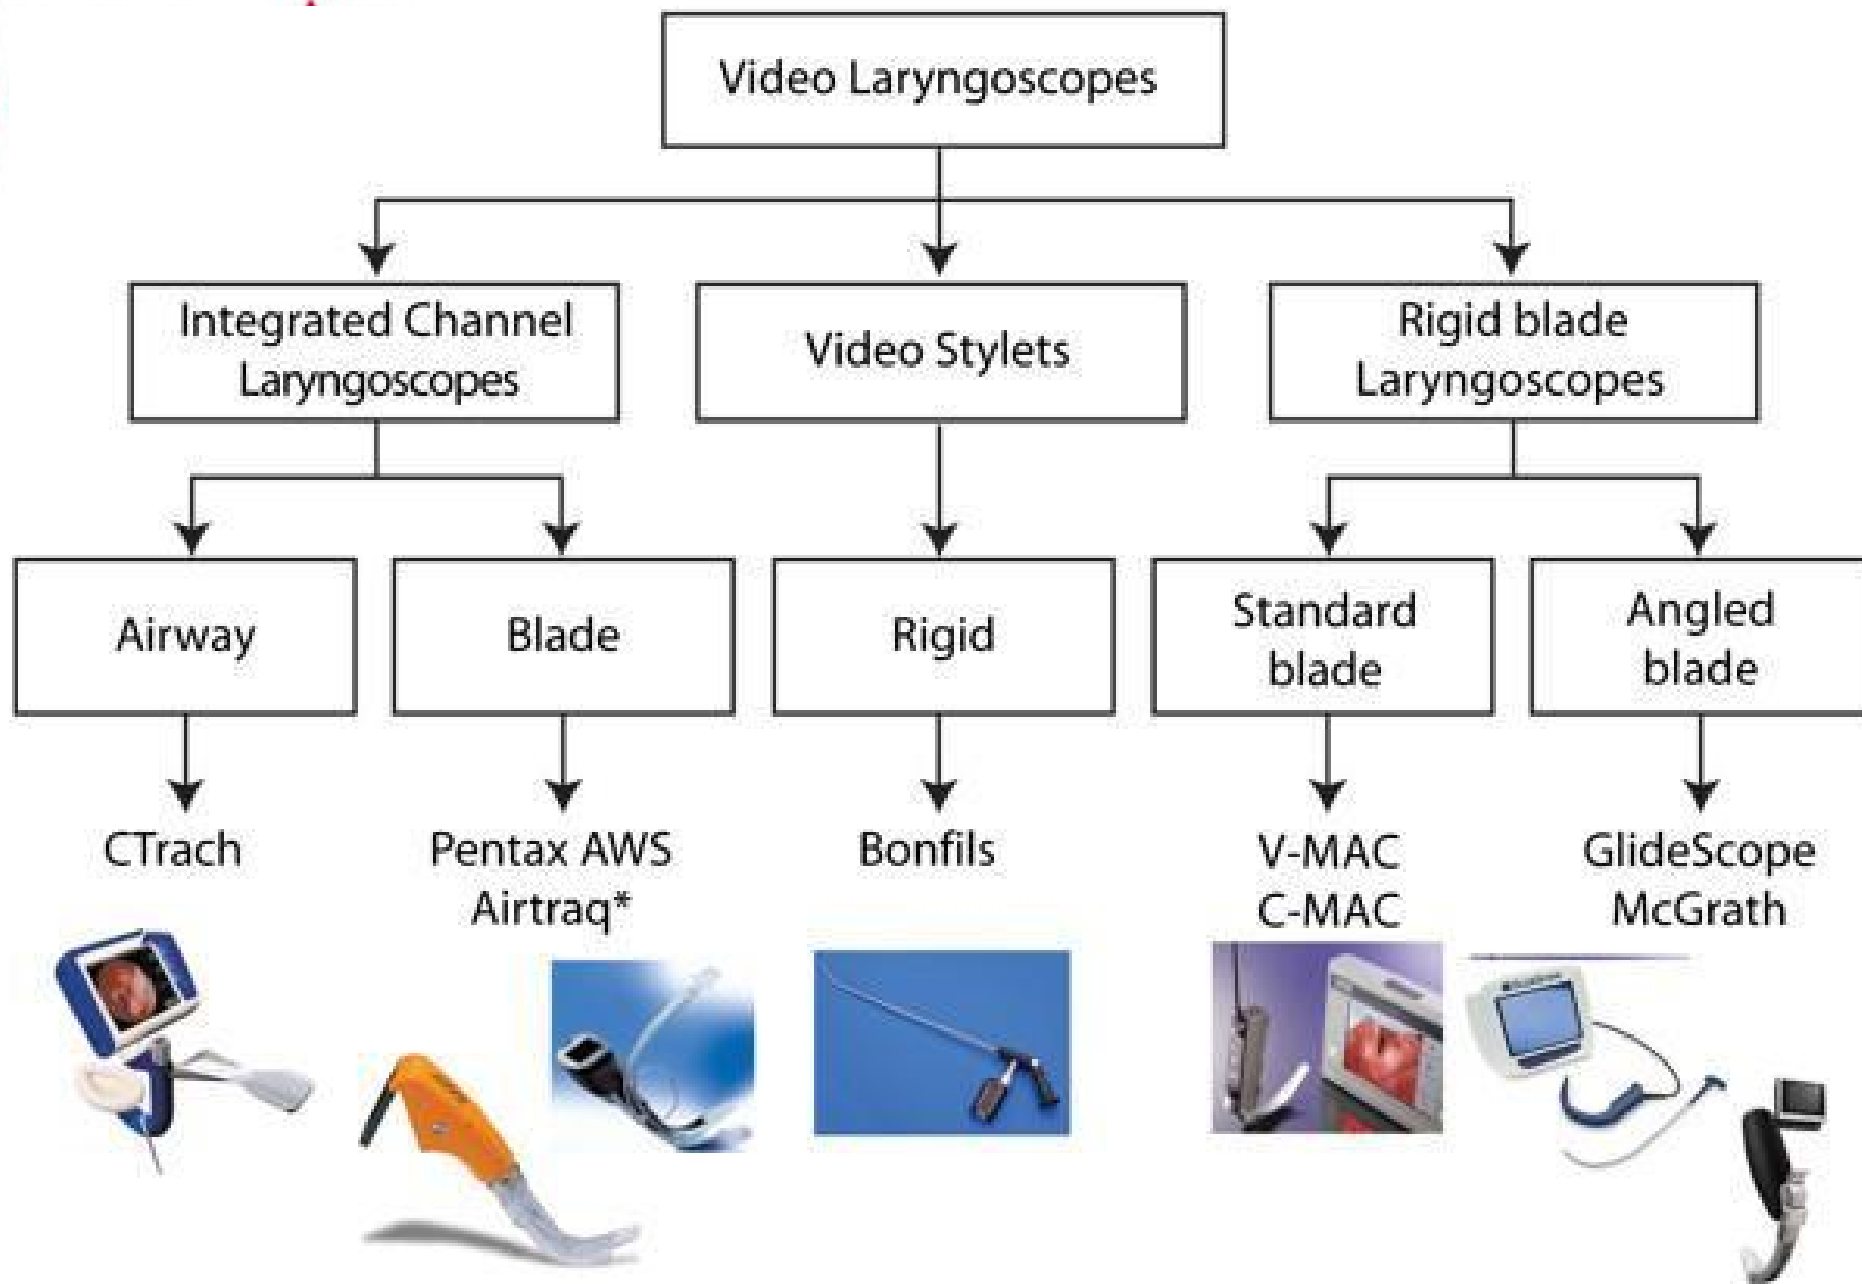 Video Laryngoscopes
Integrated Channel
Laryngoscopes
Video Stylets
Rigid blade
Laryngoscopes
Airway
Blade
Rigid
Standard
blade
Angled
blade
CTrach
Pentax AWS
Airtraq*
Bonfils
V-MAC
C-MAC
GlideScope
McGrath